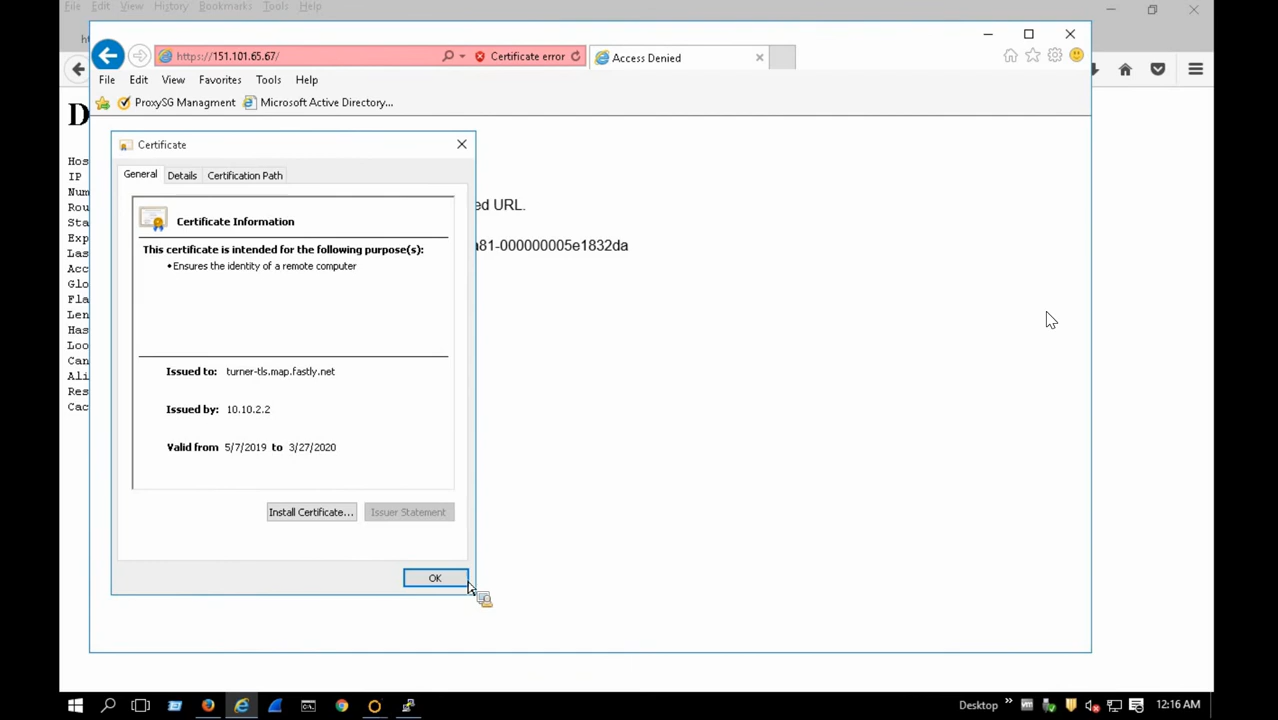 File Edit View History Bookmarks Tools Help
https://151.101.65.67/ Certificate error Access Denied
File Edit View Favorites Tools Help
ProxySG Managment Microsoft Active Directory...
D
Certificate
Hos
IP
General Details Certification Path
Num
ed URL.
Rou
Certificate Information
Sta
Exp
This certificate is intended for the following purpose(s):
a81-000000005e1832da
Las
•Ensures the identity of a remote computer
Acc
Glo
Fla
Len
Has
Loo
Can
Issued to: turner-tls.map.fastly.net
Ali
Res
Cac
Issued by: 10.10.2.2
Valid from 5/7/2019 to 3/27/2020
Install Certificate... Issuer Statement
OK
Desktop » 12:16 AM